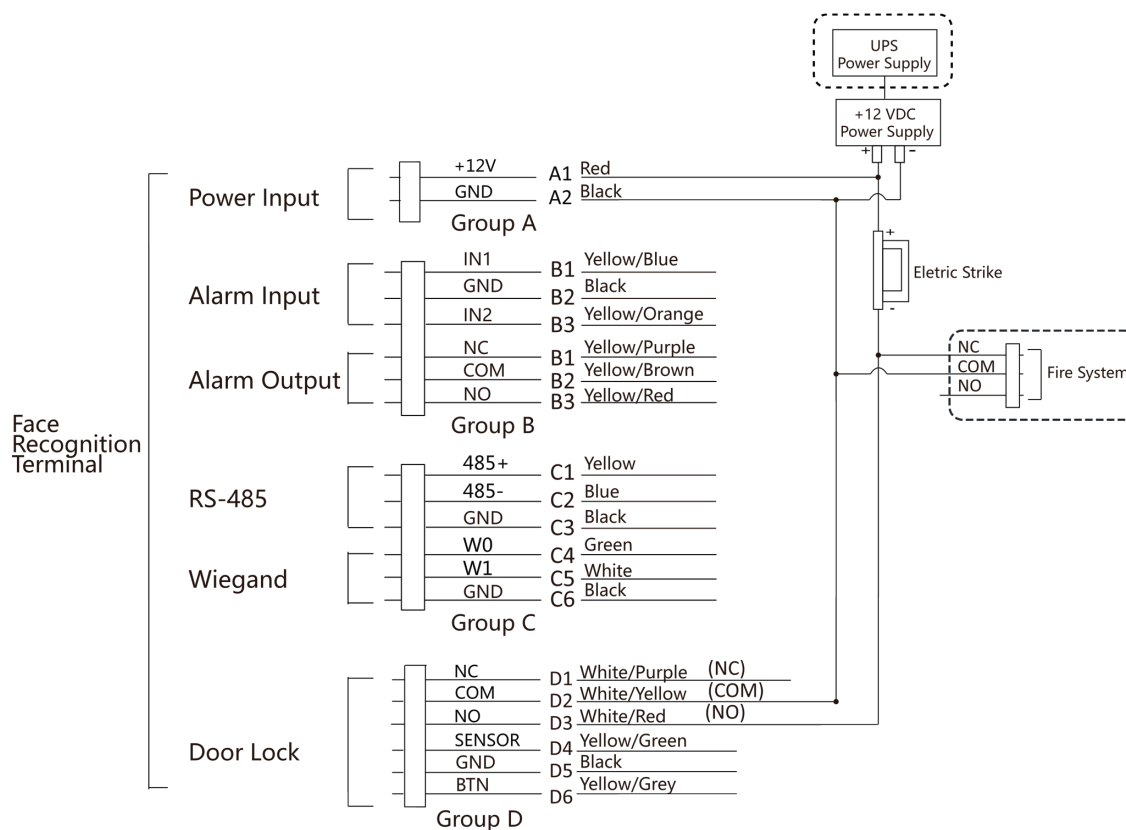 UPS
Power Supply
+12 VDC
Power Supply
+ -
Power Input
+12V A1 Red
GND A2 Black
Group A
+
Eletric Strike
-
Alarm Input
IN1 B1 Yellow/Blue
GND B2 Black
IN2 B3 Yellow/Orange
Alarm Output
NC B1 Yellow/Purple
COM B2 Yellow/Brown
NO B3 Yellow/Red
Group B
NC
COM
NO
Fire System
Face
Recognition
Terminal
RS-485
485+ C1 Yellow
485- C2 Blue
GND C3 Black
Wiegand
W0 C4 Green
W1 C5 White
GND C6 Black
Group C
Door Lock
NC D1 White/Purple (NC)
COM D2 White/Yellow (COM)
NO D3 White/Red (NO)
SENSOR D4 Yellow/Green
GND D5 Black
BTN D6 Yellow/Grey
Group D